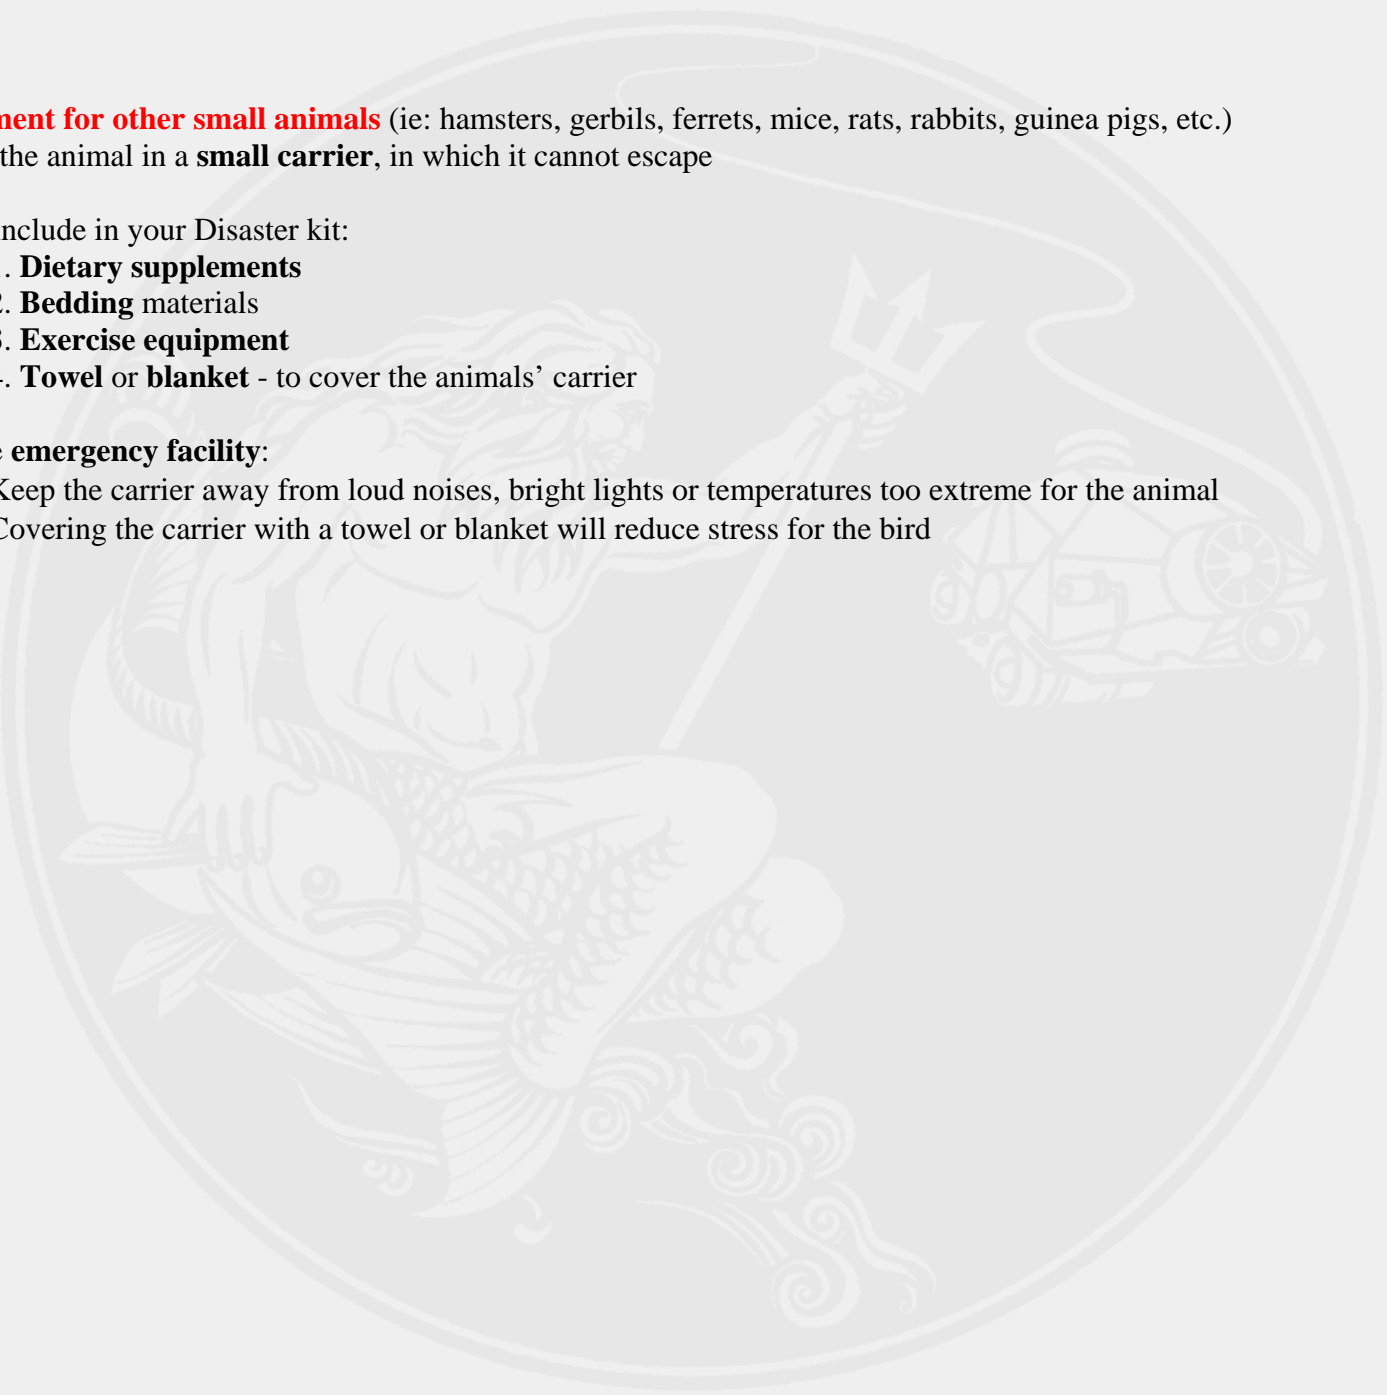 ment for other small animals (ie: hamsters, gerbils, ferrets, mice, rats, rabbits, guinea pigs, etc.)
the animal in a small carrier, in which it cannot escape
include in your Disaster kit:
. Dietary supplements
2. Bedding materials
3. Exercise equipment
. Towel or blanket - to cover the animals’ carrier
e emergency facility:
Keep the carrier away from loud noises, bright lights or temperatures too extreme for the animal
Covering the carrier with a towel or blanket will reduce stress for the bird